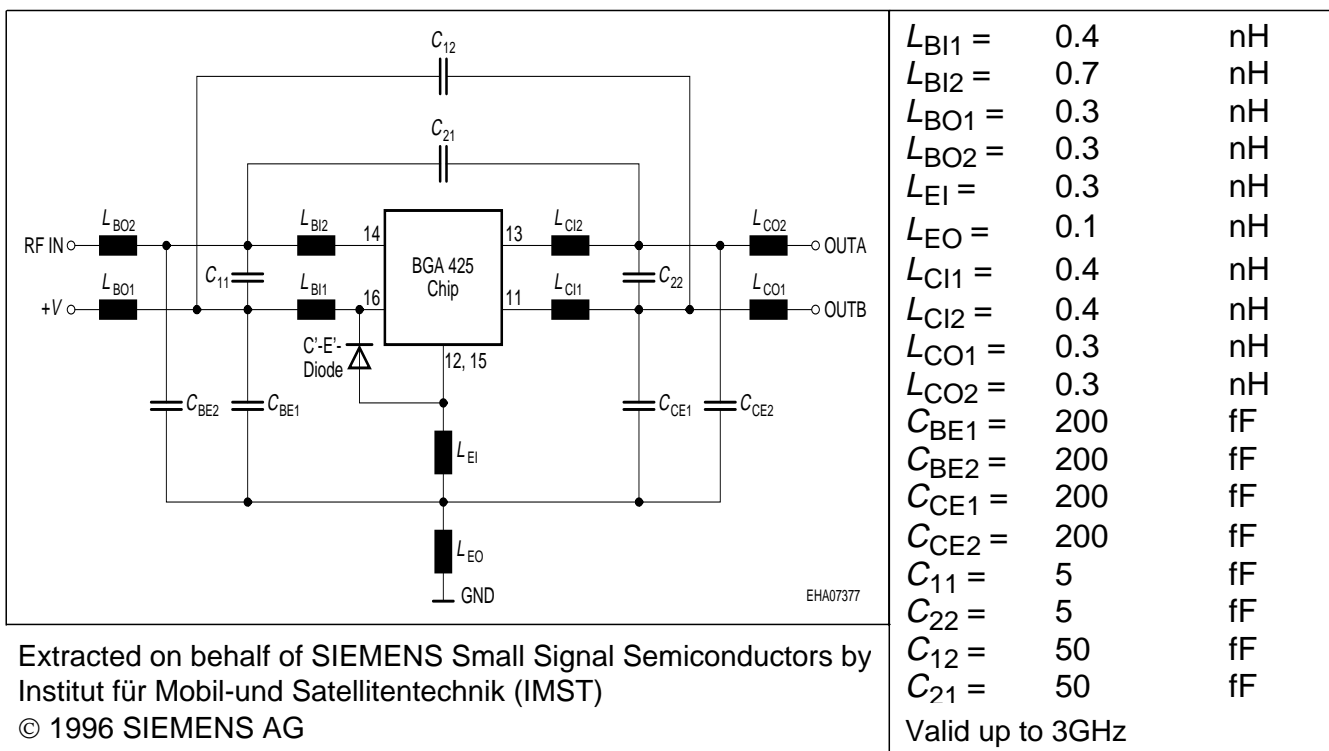 C12
C21
LBO2
LBI2
14
13
LCI2
LCO2
RF IN
OUTA
BGA 425
Chip
C11
C22
LBO1
LBI1
16
11
LCI1
LCO1
+V
OUTB
C'-E'-
Diode
12, 15
CBE2
CBE1
CCE1
CCE2
LEI
LEO
GND
EHA07377
Extracted on behalf of SIEMENS Small Signal Semiconductors by
Institut für Mobil-und Satellitentechnik (IMST)
© 1996 SIEMENS AG
LBI1 = 0.4 nH
LBI2 = 0.7 nH
LBO1 = 0.3 nH
LBO2 = 0.3 nH
LEI = 0.3 nH
LEO = 0.1 nH
LCI1 = 0.4 nH
LCI2 = 0.4 nH
LCO1 = 0.3 nH
LCO2 = 0.3 nH
CBE1 = 200 fF
CBE2 = 200 fF
CCE1 = 200 fF
CCE2 = 200 fF
C11 = 5 fF
C22 = 5 fF
C12 = 50 fF
C21 = 50 fF
Valid up to 3GHz